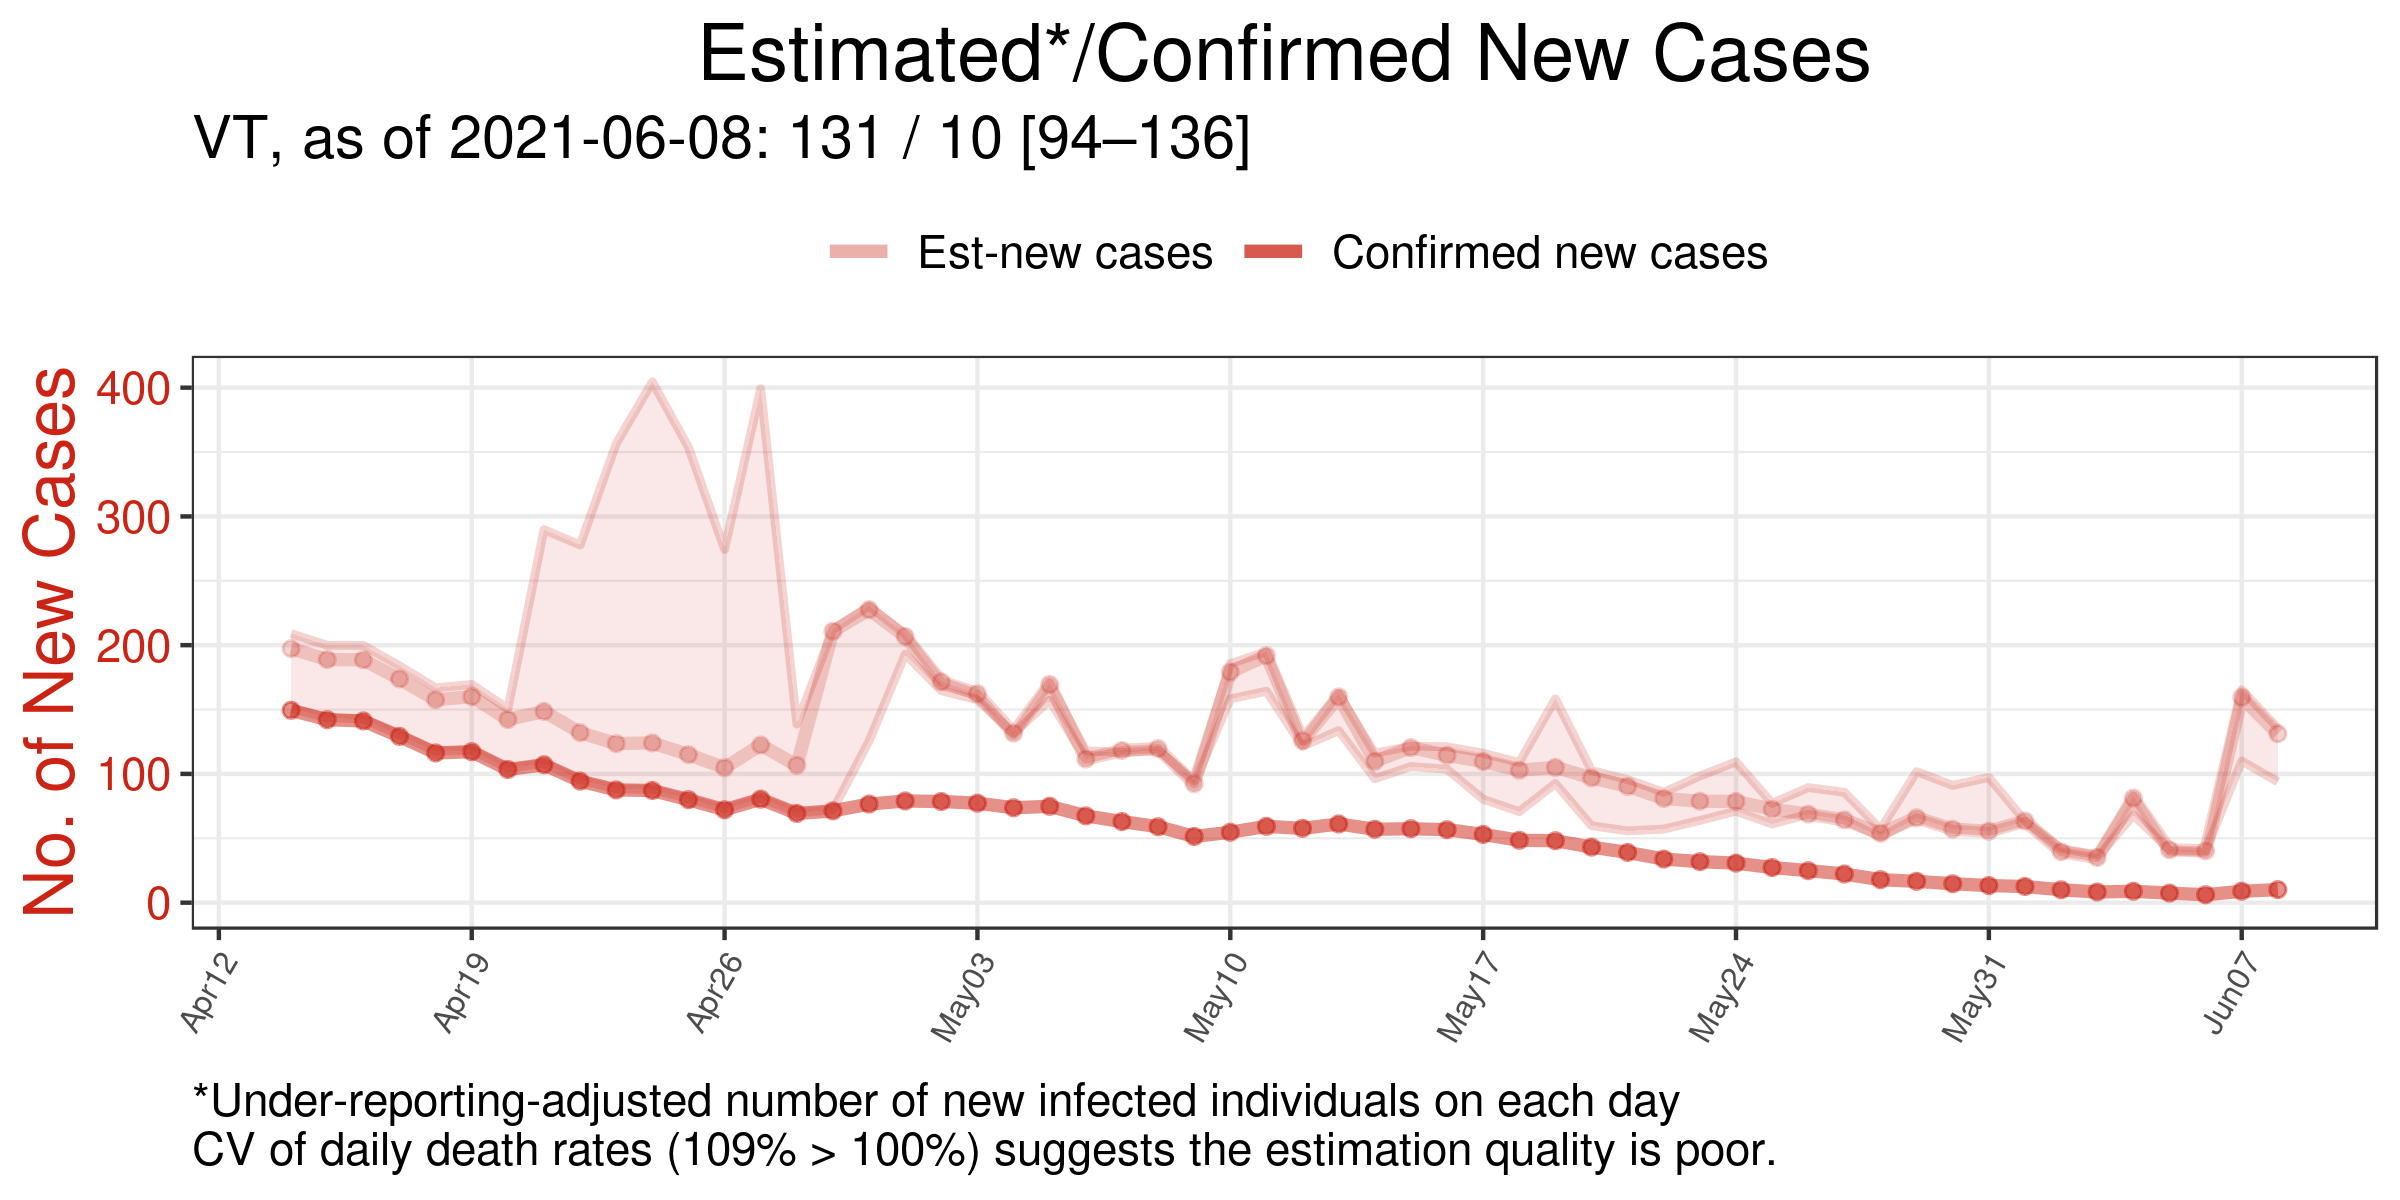 Estimated*/Confirmed New Cases
VT, as of 2021-06-08: 131 / 10 [94–136]
Est-new cases
Confirmed new cases
No. of New Cases
400
300
200
100
0
Apr12
Apr19
Apr26
May03
May10
May17
May24
May31
Jun07
*Under-reporting-adjusted number of new infected individuals on each day
CV of daily death rates (109% > 100%) suggests the estimation quality is poor.